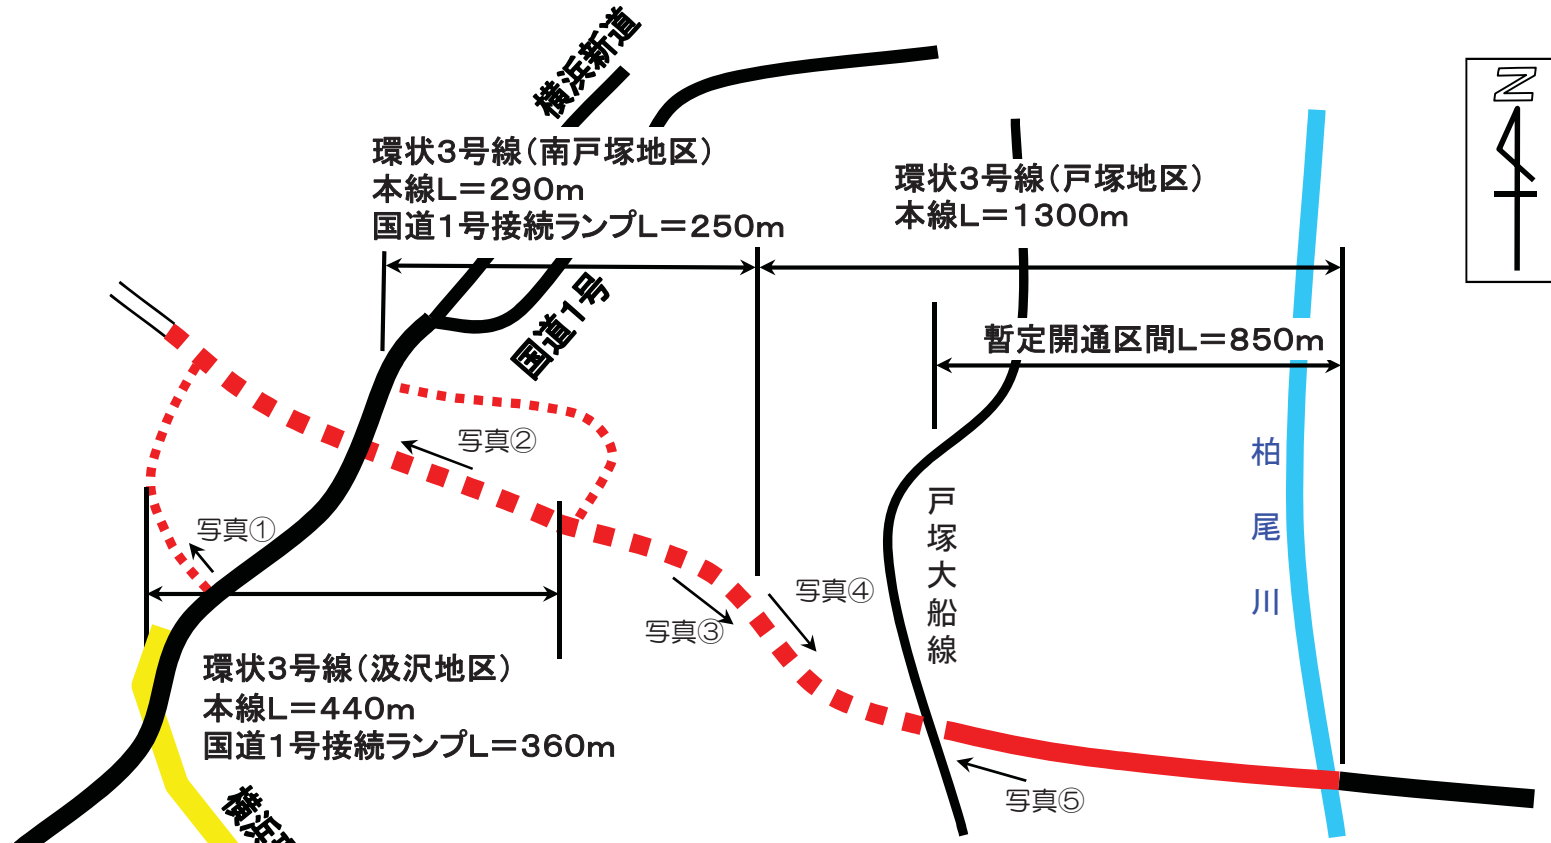 横浜新道
N
環状3号線(南戸塚地区)
本線L=290m
国道1号接続ランプL=250m
環状3号線(戸塚地区)
本線L=1300m
国道1号
暫定開通区間L=850m
写真②
柏尾川
写真①
戸塚大船線
写真④
写真③
環状3号線(汲沢地区)
本線L=440m
国道1号接続ランプL=360m
写真⑤
横浜